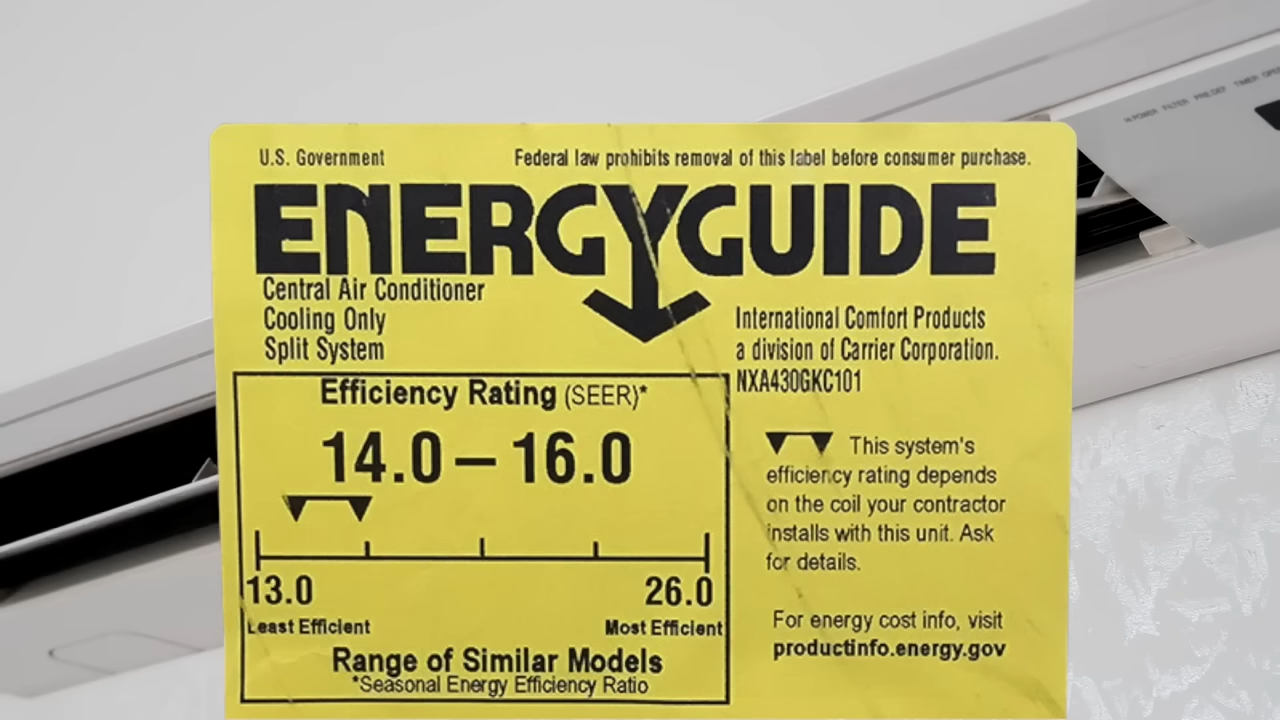 U.S. Government
Federal law prohibits removal of this label before consumer purchase.
ENERGYGUIDE
Central Air Conditioner
Cooling Only
Split System
International Comfort Products
a division of Carrier Corporation.
NXA430GKC101
Efficiency Rating (SEER)*
14.0 – 16.0
13.0
26.0
Least Efficient
Most Efficient
Range of Similar Models
*Seasonal Energy Efficiency Ratio
This system's
efficiency rating depends
on the coil your contractor
installs with this unit. Ask
for details.
For energy cost info, visit
productinfo.energy.gov
TIMER